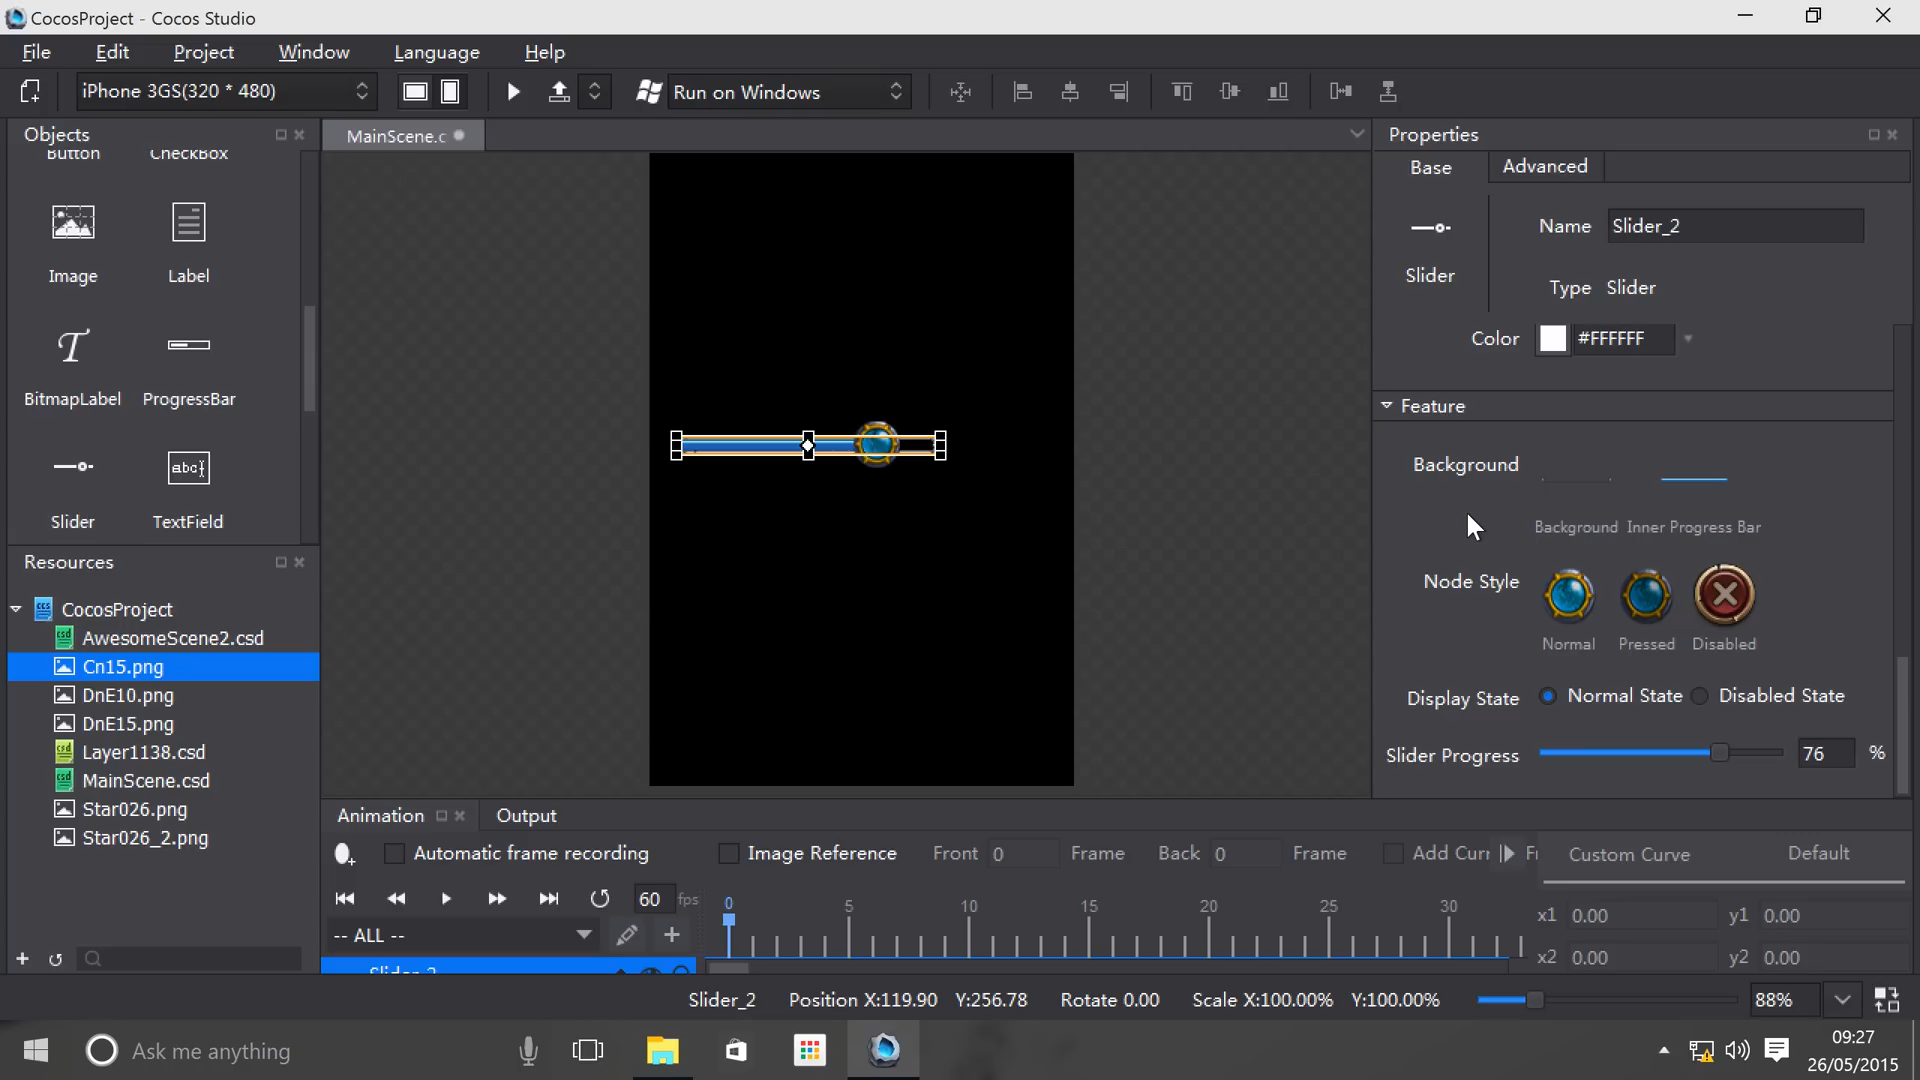 CocosProject - Cocos Studio
File Edit Project Window Language Help
iPhone 3GS(320 * 480) Run on Windows
Objects
Button CheckBox
Image Label
BitmapLabel ProgressBar
Slider TextField
Resources
CocosProject
AwesomeScene2.csd
Cn15.png
DnE10.png
DnE15.png
Layer1138.csd
MainScene.csd
Star026.png
Star026_2.png
MainScene.c
Properties
Base Advanced
Slider
Name Slider_2
Type Slider
Color #FFFFFF
Feature
Background
Background Inner Progress Bar
Node Style
Normal Pressed Disabled
Display State Normal State Disabled State
Slider Progress 76 %
Animation Output
Automatic frame recording Image Reference Front 0 Frame Back 0 Frame Add Curr Fr Custom Curve Default
60 fps 0 5 10 15 20 25 30
x1 0.00 y1 0.00
-- ALL --
x2 0.00 y2 0.00
Slider_2
Slider_2 Position X:119.90 Y:256.78 Rotate 0.00 Scale X:100.00% Y:100.00% 88%
Ask me anything
09:27
26/05/2015